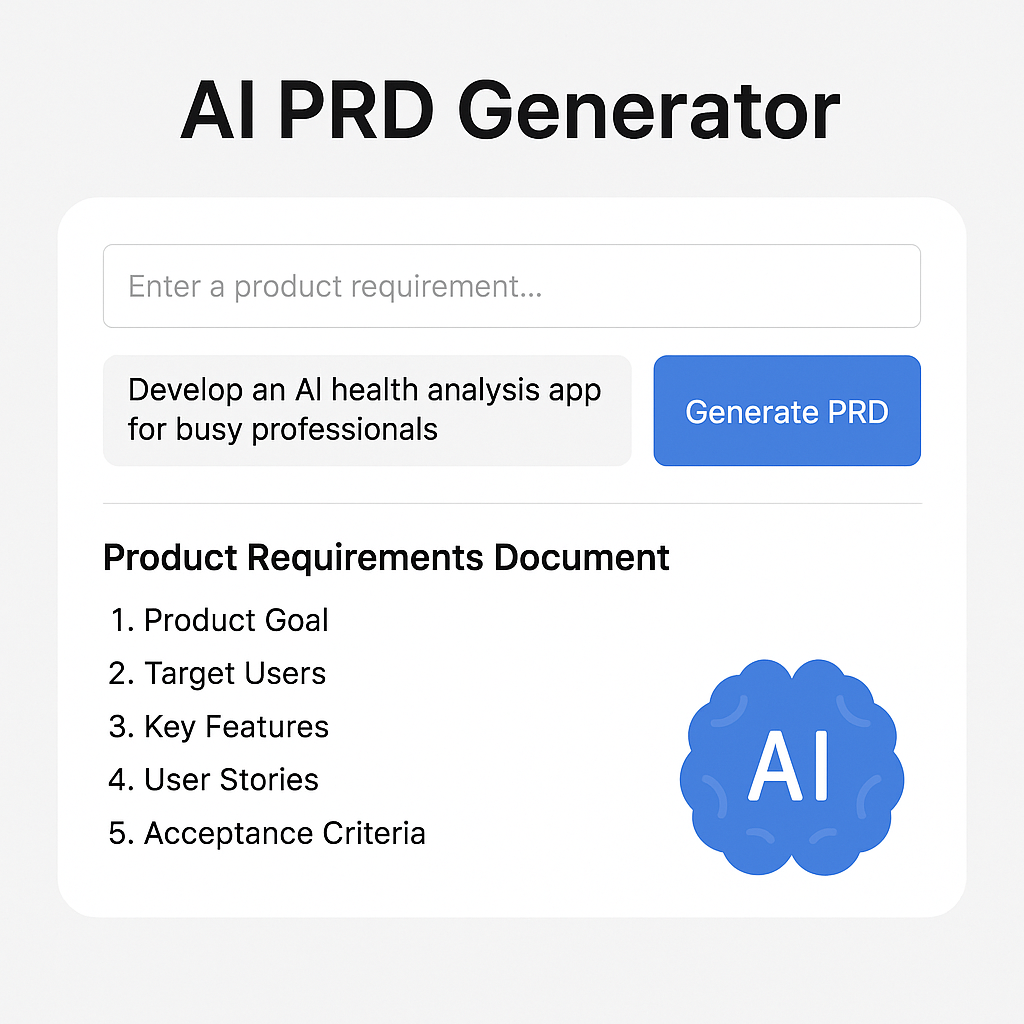 AI PRD Generator
Enter a product requirement...
Develop an AI health analysis app
for busy professionals
Generate PRD
Product Requirements Document
1. Product Goal
2. Target Users
3. Key Features
4. User Stories
5. Acceptance Criteria
AI